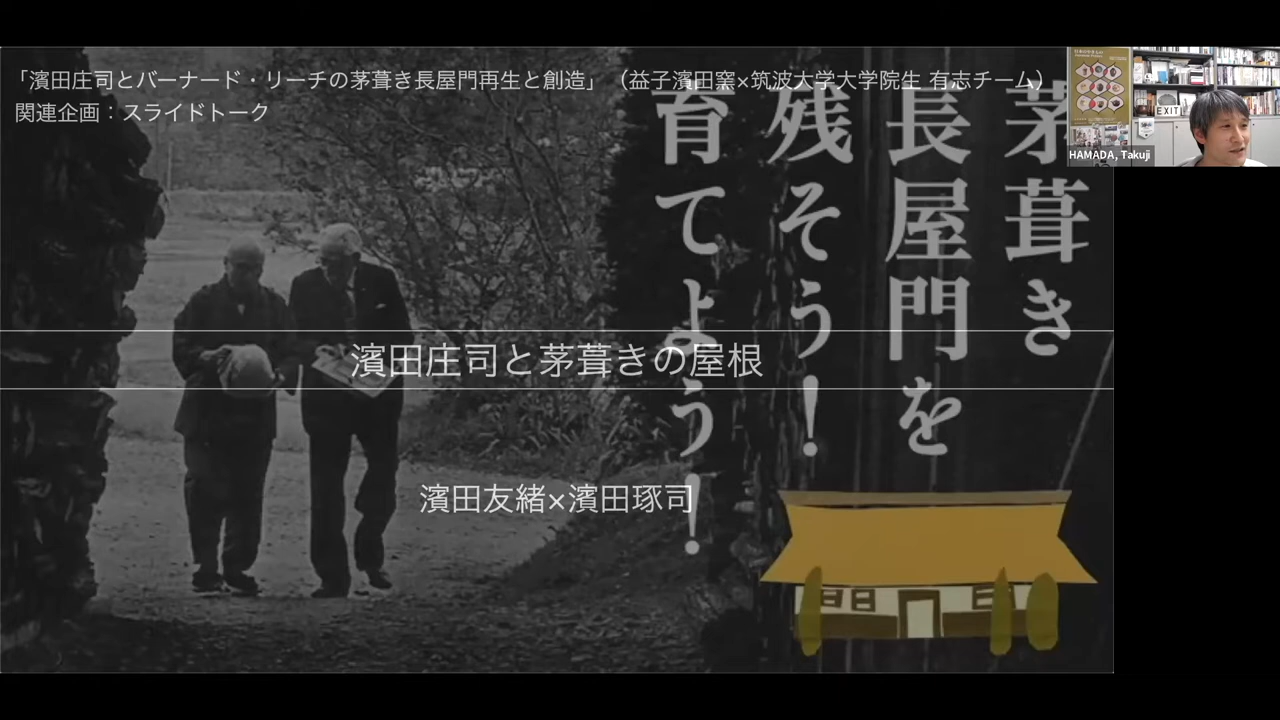 「濱田庄司とバーナード・リーチの茅葺き長屋門再生と創造」（益子濱田窯×筑波大学大学院生 有志チーム）
関連企画：スライドトーク
茅葺き
長屋門を
残そう！
育てよう！
濱田庄司と茅葺きの屋根
濱田友緒×濱田琢司
EXIT
HAMADA, Takuji